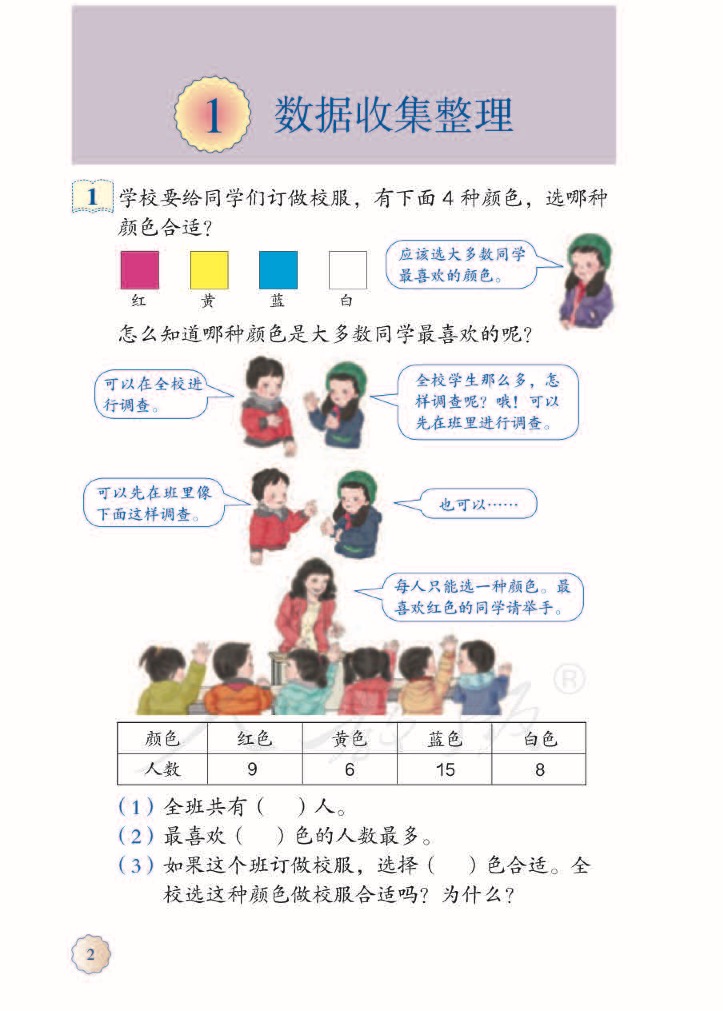 1 数据收集整理
1 学校要给同学们订做校服，有下面4种颜色，选哪种
颜色合适？
应该选大多数同学
最喜欢的颜色。
红 黄 蓝 白
怎么知道哪种颜色是大多数同学最喜欢的呢？
可以在全校进
行调查。
全校学生那么多，怎
样调查呢？哦！可以
先在班里进行调查。
可以先在班里像
下面这样调查。
也可以……
每人只能选一种颜色。最
喜欢红色的同学请举手。
®
颜色 红色 黄色 蓝色 白色
人数 9 6 15 8
（1）全班共有（ ）人。
（2）最喜欢（ ）色的人数最多。
（3）如果这个班订做校服，选择（ ）色合适。全
校选这种颜色做校服合适吗？为什么？
2